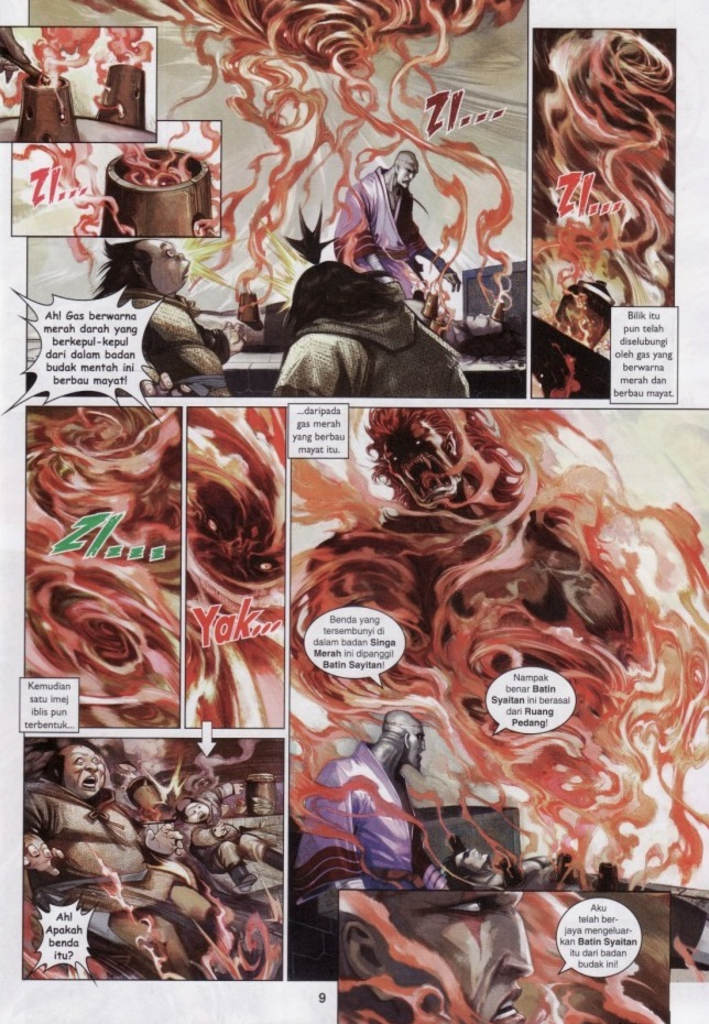 ZI...
ZI...
Ah! Gas berwarna
merah darah yang
berkepul-kepul
dari dalam badan
budak mentah ini
berbau mayat!
ZI...
Bilik itu
pun telah
diselubungi
oleh gas yang
berwarna
merah dan
berbau mayat.
ZI...
Kemudian
satu imej
iblis pun
terbentuk...
Yak...
...daripada
gas merah
yang berbau
mayat itu.
Ah!
Apakah
benda
itu?
Benda yang
tersembunyi di
dalam badan Singa
Merah ini dipanggil
Batin Sayitan!
Nampak
benar Batin
Syaitan ini berasal
dari Ruang
Pedang!
Aku
telah ber-
jaya mengeluar-
kan Batin Syaitan
itu dari badan
budak ini!
9